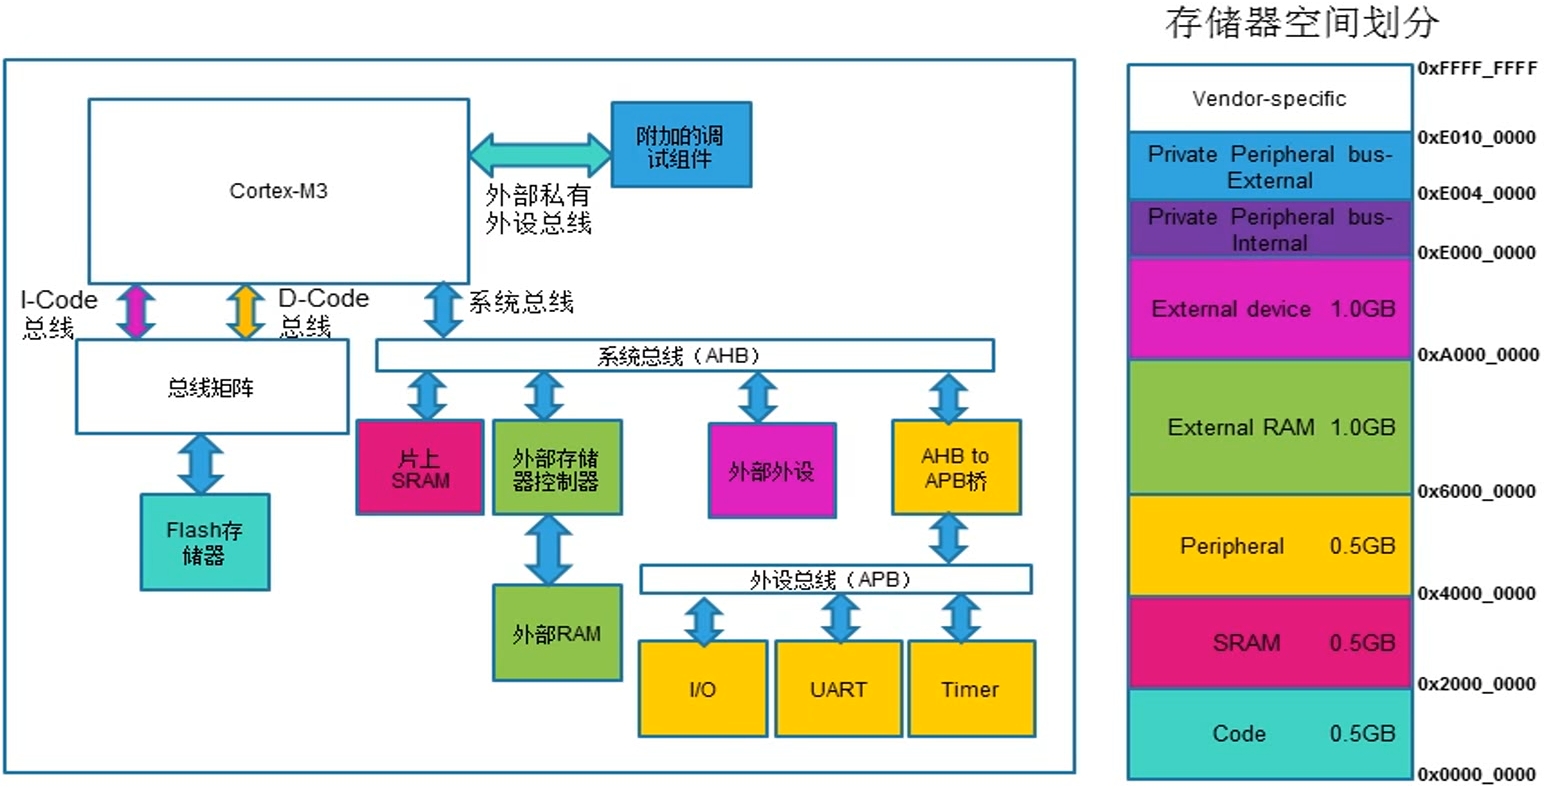 存储器空间划分
Cortex-M3
附加的调
试组件
外部私有
外设总线
I-Code
总线
D-Code
总线
系统总线
总线矩阵
系统总线（AHB）
Flash存
储器
片上
SRAM
外部存储
器控制器
外部外设
AHB to
APB桥
外部RAM
外设总线（APB）
I/O
UART
Timer
0xFFFF_FFFF
Vendor-specific
0xE010_0000
Private Peripheral bus-
External
0xE004_0000
Private Peripheral bus-
Internal
0xE000_0000
External device 1.0GB
0xA000_0000
External RAM 1.0GB
0x6000_0000
Peripheral 0.5GB
0x4000_0000
SRAM 0.5GB
0x2000_0000
Code 0.5GB
0x0000_0000